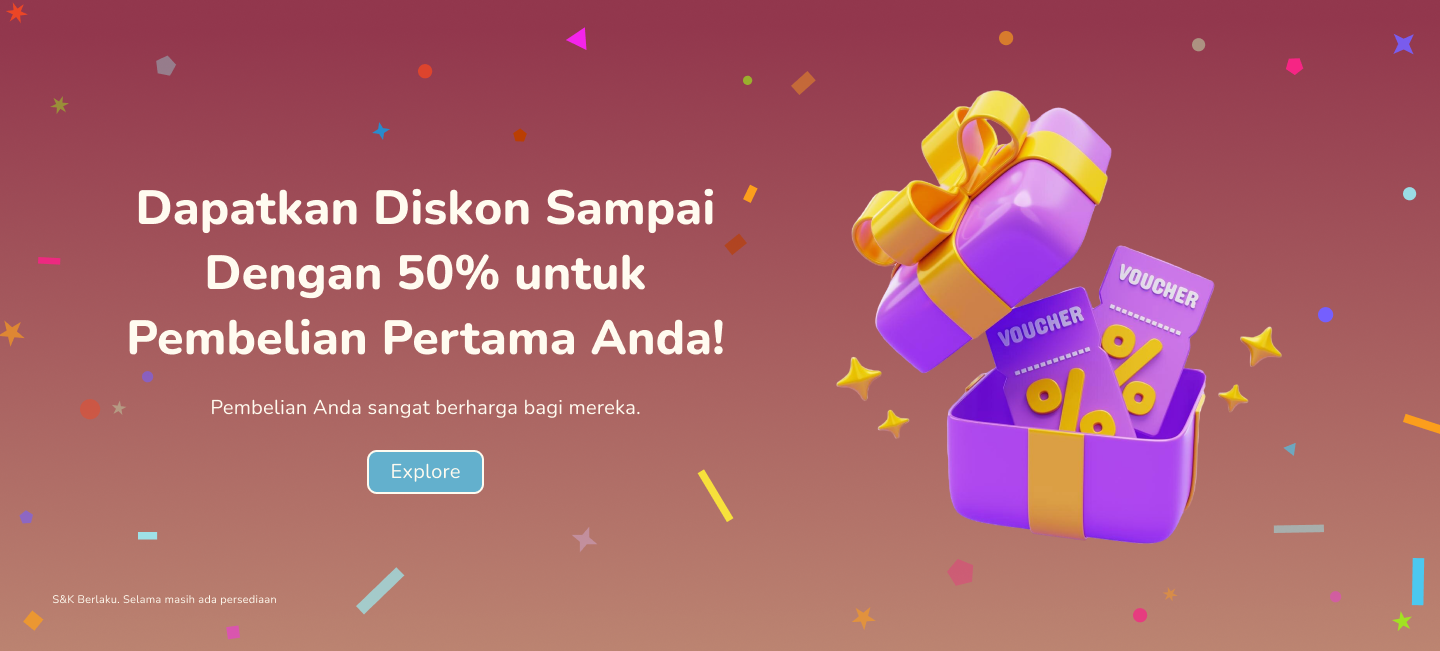 Dapatkan Diskon Sampai
Dengan 50% untuk
Pembelian Pertama Anda!
Pembelian Anda sangat berharga bagi mereka.
Explore
S&K Berlaku. Selama masih ada persediaan
VOUCHER
%
VOUCHER
%